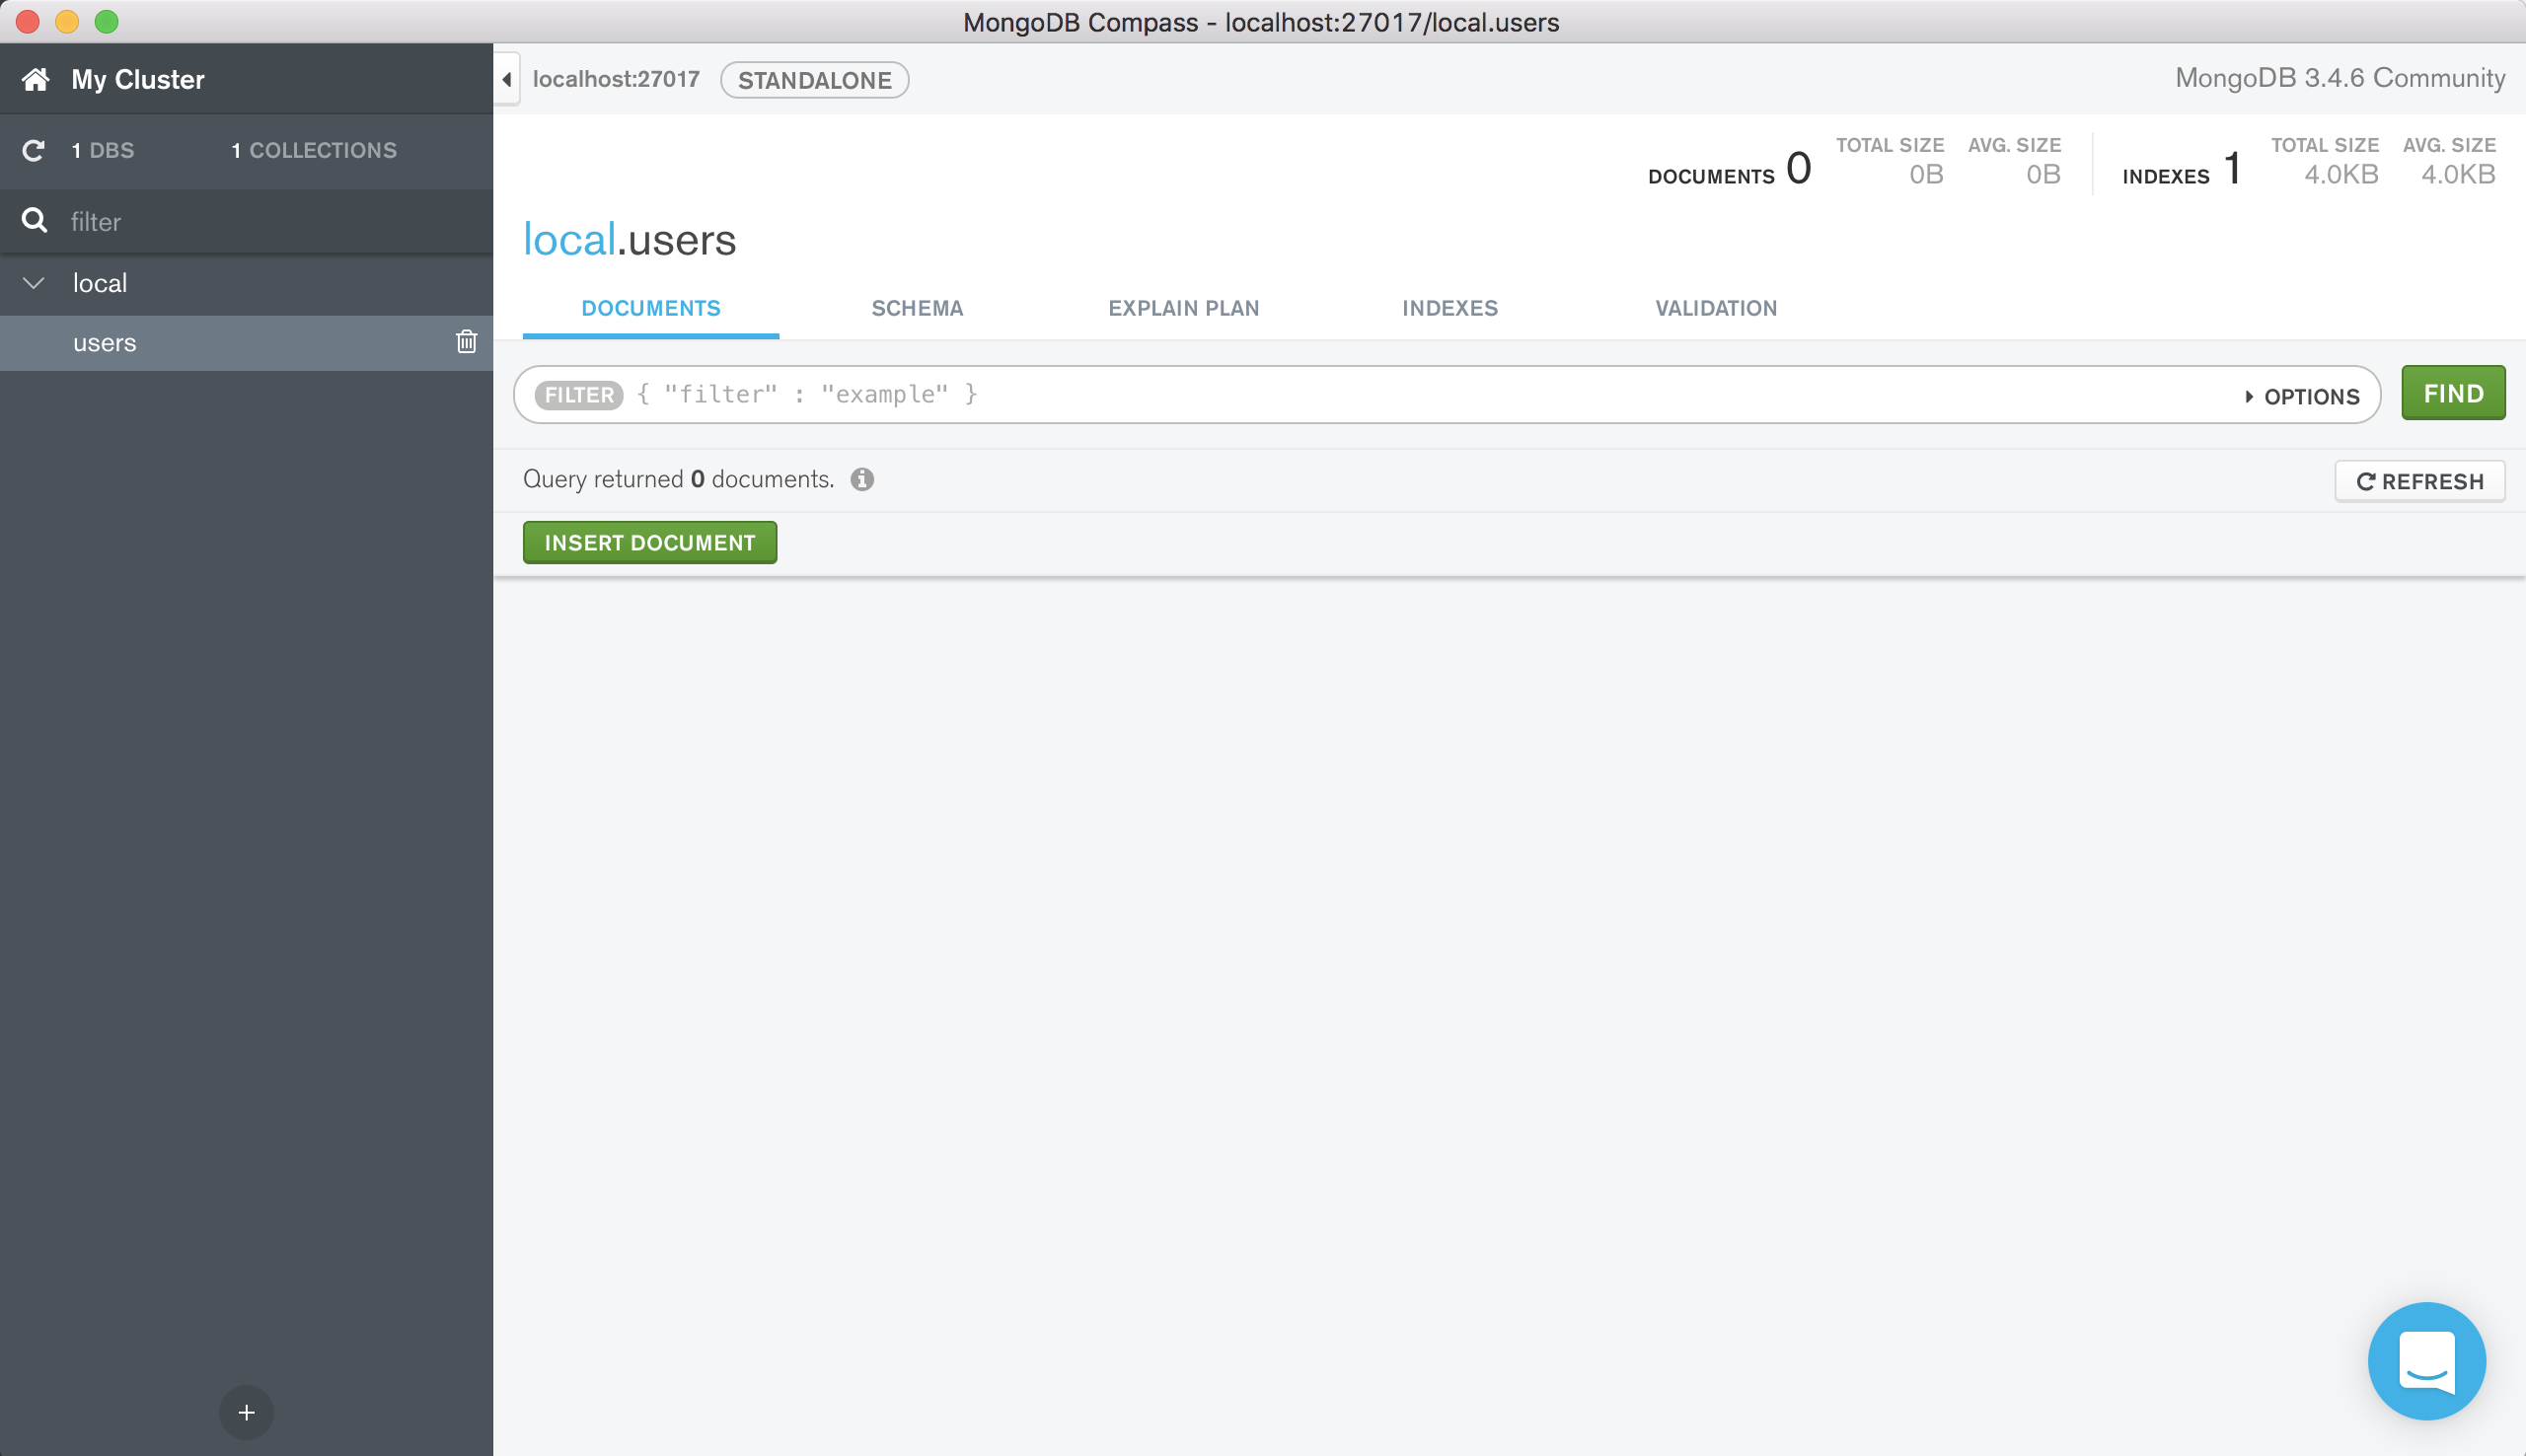 MongoDB Compass - localhost:27017/local.users
My Cluster
localhost:27017 STANDALONE MongoDB 3.4.6 Community
1 DBS 1 COLLECTIONS
filter
local
users
DOCUMENTS 0 TOTAL SIZE 0B AVG. SIZE 0B INDEXES 1 TOTAL SIZE 4.0KB AVG. SIZE 4.0KB
local.users
DOCUMENTS SCHEMA EXPLAIN PLAN INDEXES VALIDATION
FILTER { "filter" : "example" } OPTIONS FIND
Query returned 0 documents. REFRESH
INSERT DOCUMENT